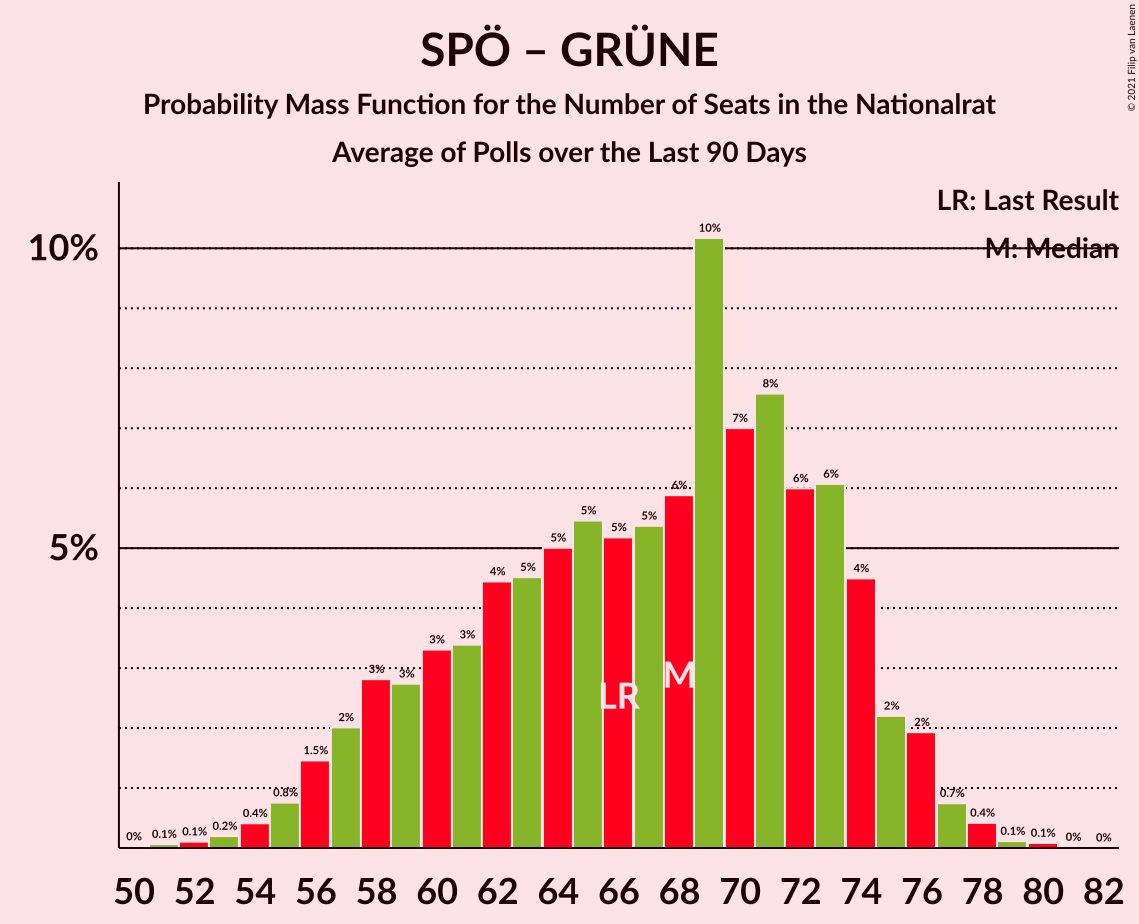 © 2021 Filip van Laenen
SPÖ – GRÜNE
Probability Mass Function for the Number of Seats in the Nationalrat
Average of Polls over the Last 90 Days
LR: Last Result
M: Median
10%
5%
0% 0.1% 0.1% 0.2% 0.4% 0.8% 1.5% 2% 3% 3% 3% 3% 4% 5% 5% 5% 5% 5% 6% 10% 7% 8% 6% 6% 4% 2% 2% 0.7% 0.4% 0.1% 0.1% 0% 0%
LR M
50 52 54 56 58 60 62 64 66 68 70 72 74 76 78 80 82